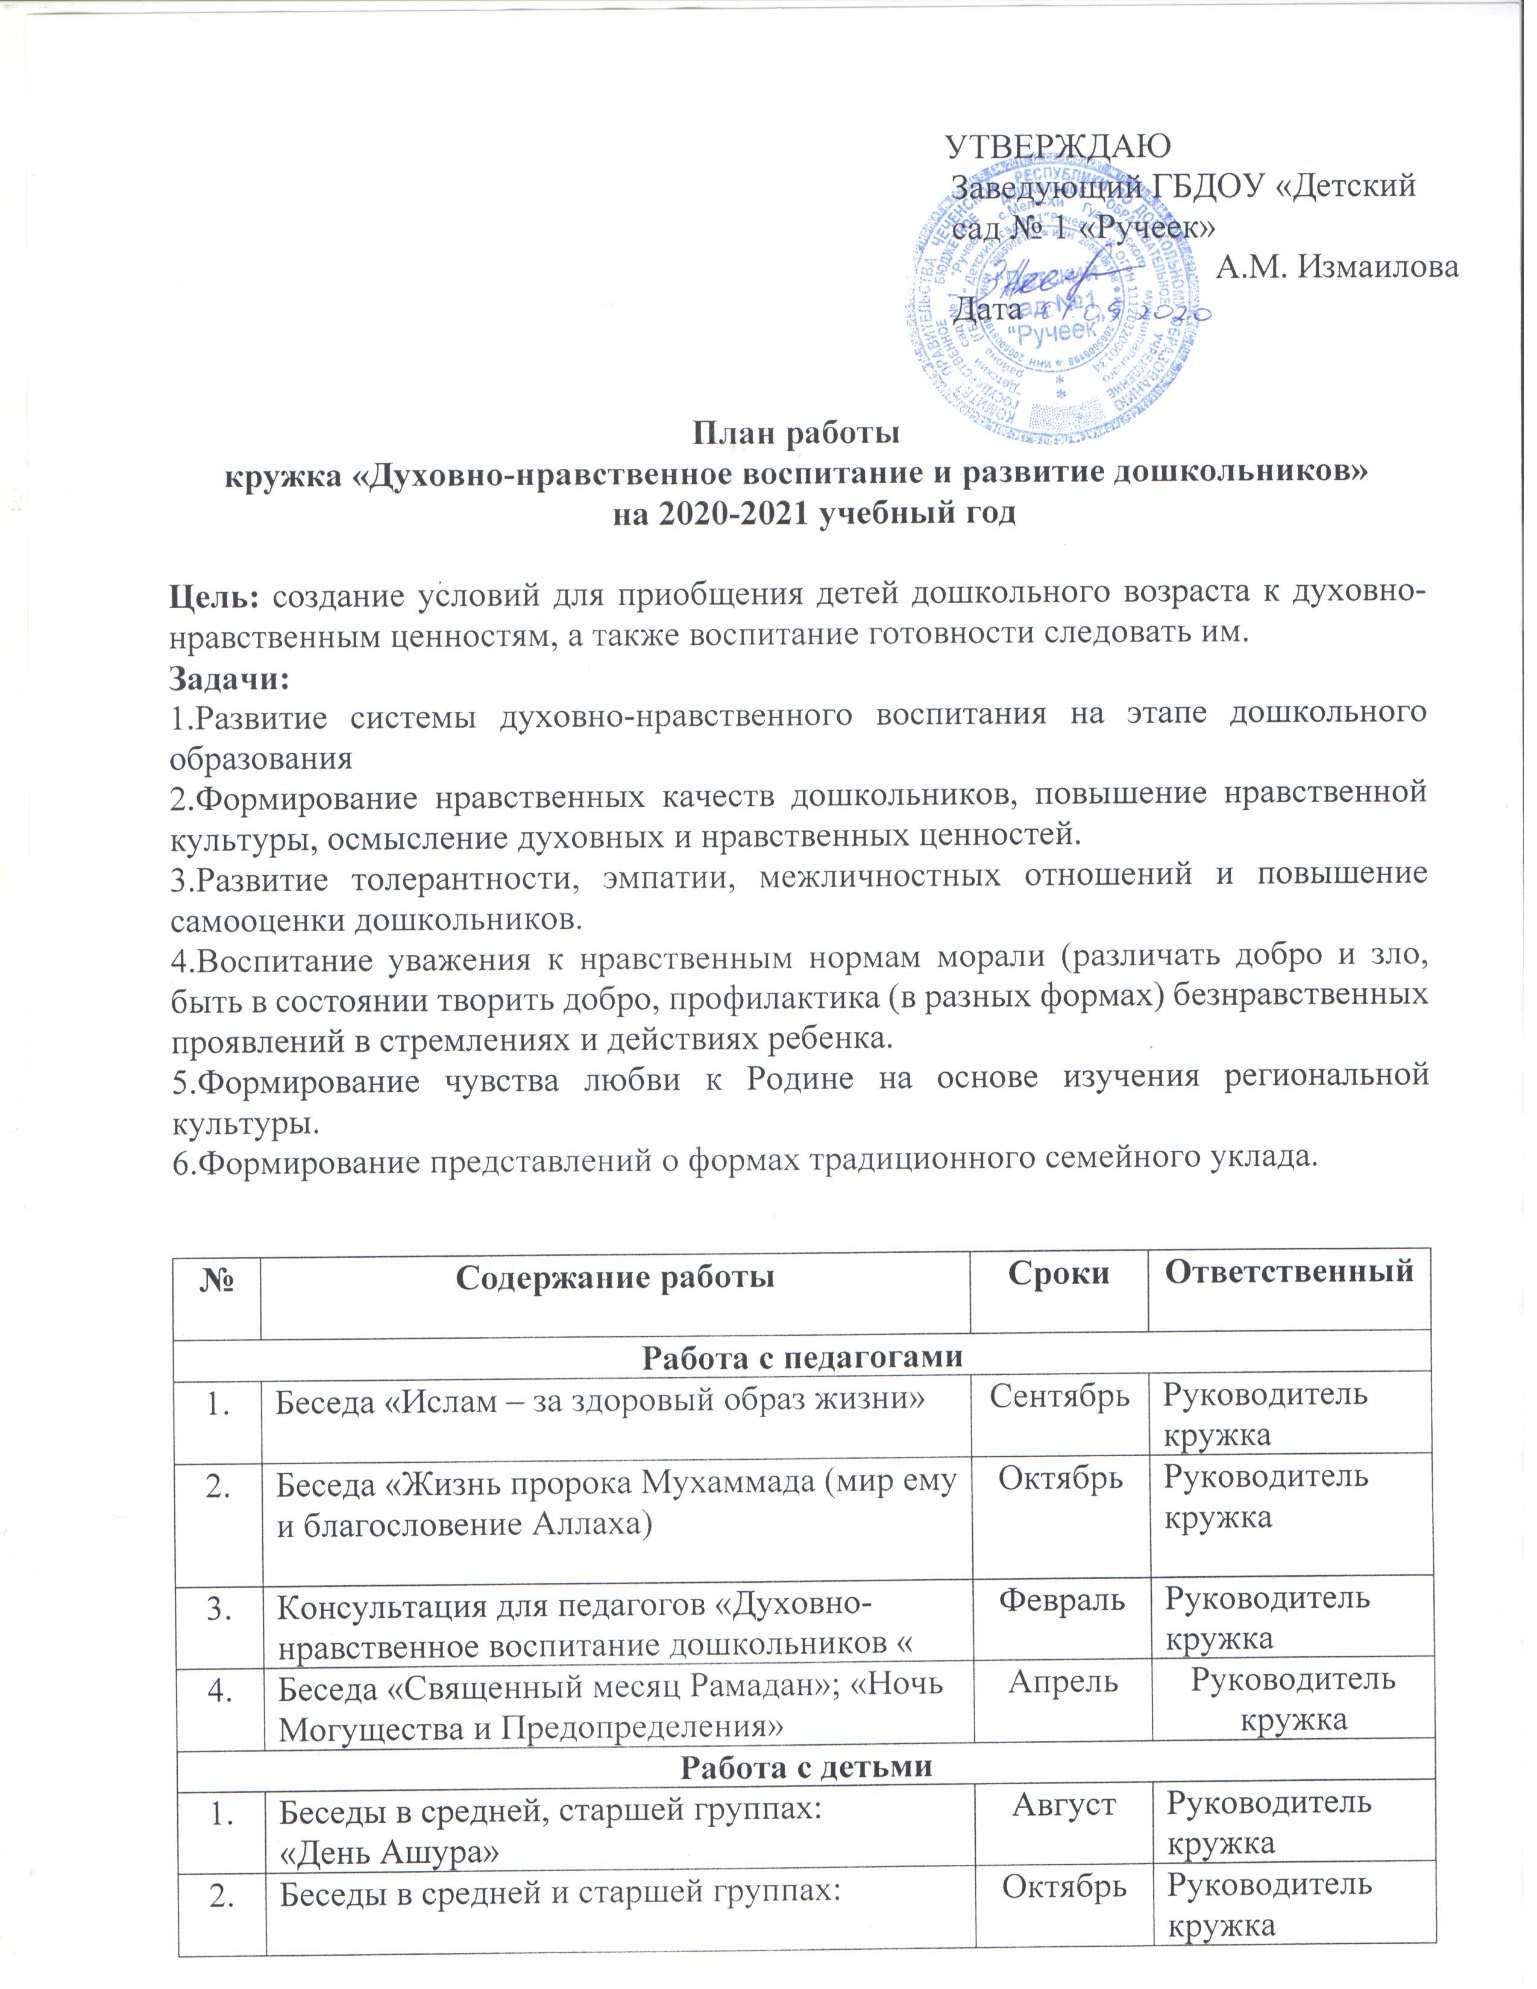 УТВЕРЖДАЮ
Заведующий ГБДОУ «Детский
сад № 1 «Ручеек»
А.М. Измаилова
Дата 2020
Детский
сад №1
"Ручеек"
План работы
кружка «Духовно-нравственное воспитание и развитие дошкольников»
на 2020-2021 учебный год
Цель: создание условий для приобщения детей дошкольного возраста к духовно-
нравственным ценностям, а также воспитание готовности следовать им.
Задачи:
1.Развитие системы духовно-нравственного воспитания на этапе дошкольного
образования
2.Формирование нравственных качеств дошкольников, повышение нравственной
культуры, осмысление духовных и нравственных ценностей.
3.Развитие толерантности, эмпатии, межличностных отношений и повышение
самооценки дошкольников.
4.Воспитание уважения к нравственным нормам морали (различать добро и зло,
быть в состоянии творить добро, профилактика (в разных формах) безнравственных
проявлений в стремлениях и действиях ребенка.
5.Формирование чувства любви к Родине на основе изучения региональной
культуры.
6.Формирование представлений о формах традиционного семейного уклада.
№ Содержание работы Сроки Ответственный
Работа с педагогами
1. Беседа «Ислам – за здоровый образ жизни» Сентябрь Руководитель
кружка
2. Беседа «Жизнь пророка Мухаммада (мир ему Октябрь Руководитель
и благословение Аллаха) кружка
3. Консультация для педагогов «Духовно- Февраль Руководитель
нравственное воспитание дошкольников « кружка
4. Беседа «Священный месяц Рамадан»; «Ночь Апрель Руководитель
Могущества и Предопределения» кружка
Работа с детьми
1. Беседы в средней, старшей группах: Август Руководитель
«День Ашура» кружка
2. Беседы в средней и старшей группах: Октябрь Руководитель
кружка